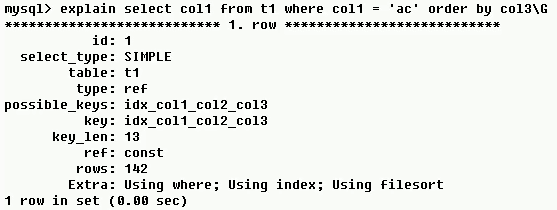 mysql> explain select col1 from t1 where col1 = 'ac' order by col3\G
*************************** 1. row ***************************
id: 1
select_type: SIMPLE
table: t1
type: ref
possible_keys: idx_col1_col2_col3
key: idx_col1_col2_col3
key_len: 13
ref: const
rows: 142
Extra: Using where; Using index; Using filesort
1 row in set (0.00 sec)